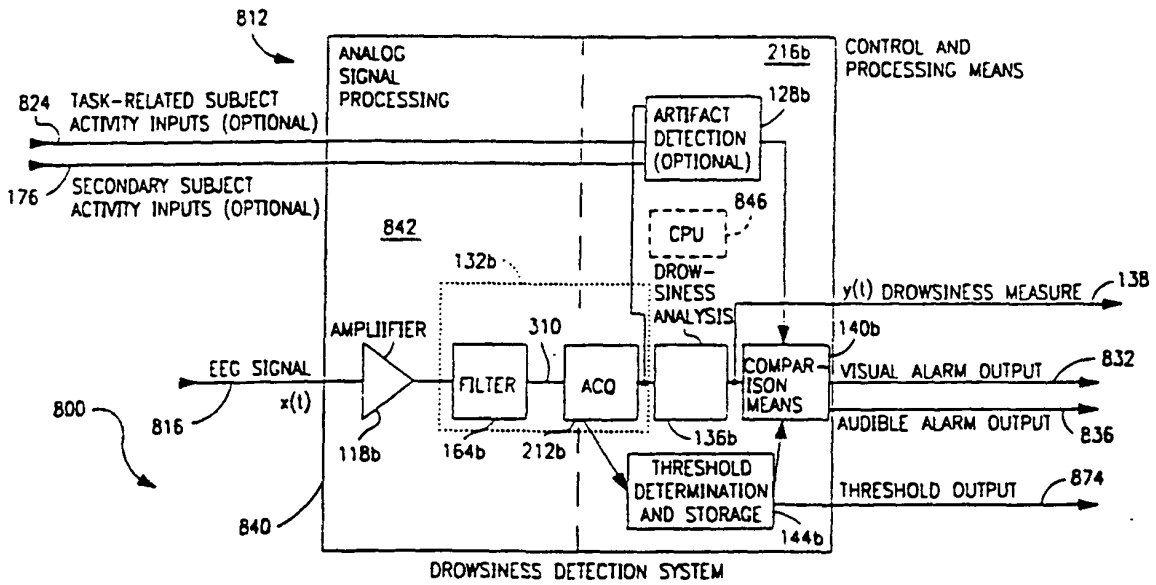 812
ANALOG
SIGNAL
PROCESSING
216b
CONTROL AND
PROCESSING MEANS
824
TASK-RELATED SUBJECT
ACTIVITY INPUTS (OPTIONAL)
128b
ARTIFACT
DETECTION
(OPTIONAL)
176
SECONDARY SUBJECT
ACTIVITY INPUTS (OPTIONAL)
842
846
CPU
132b
DROW-
SINESS
ANALYSIS
y(t) DROWSINESS MEASURE
138
AMPLIIFIER
310
140b
EEG SIGNAL
x(t)
816
FILTER
ACQ
COMPAR-
ISON
MEANS
VISUAL ALARM OUTPUT
832
AUDIBLE ALARM OUTPUT
836
800
118b
164b
212b
136b
THRESHOLD
DETERMINATION
AND STORAGE
THRESHOLD OUTPUT
874
840
144b
DROWSINESS DETECTION SYSTEM